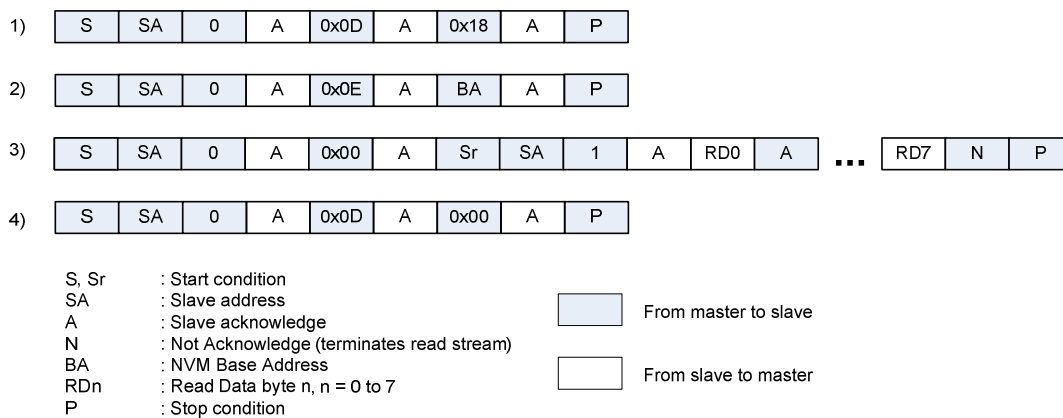 1) S SA 0 A 0x0D A 0x18 A P
2) S SA 0 A 0x0E A BA A P
3) S SA 0 A 0x00 A Sr SA 1 A RD0 A ... RD7 N P
4) S SA 0 A 0x0D A 0x00 A P
S, Sr : Start condition
SA : Slave address
A : Slave acknowledge
N : Not Acknowledge (terminates read stream)
BA : NVM Base Address
RDn : Read Data byte n, n = 0 to 7
P : Stop condition
From master to slave
From slave to master